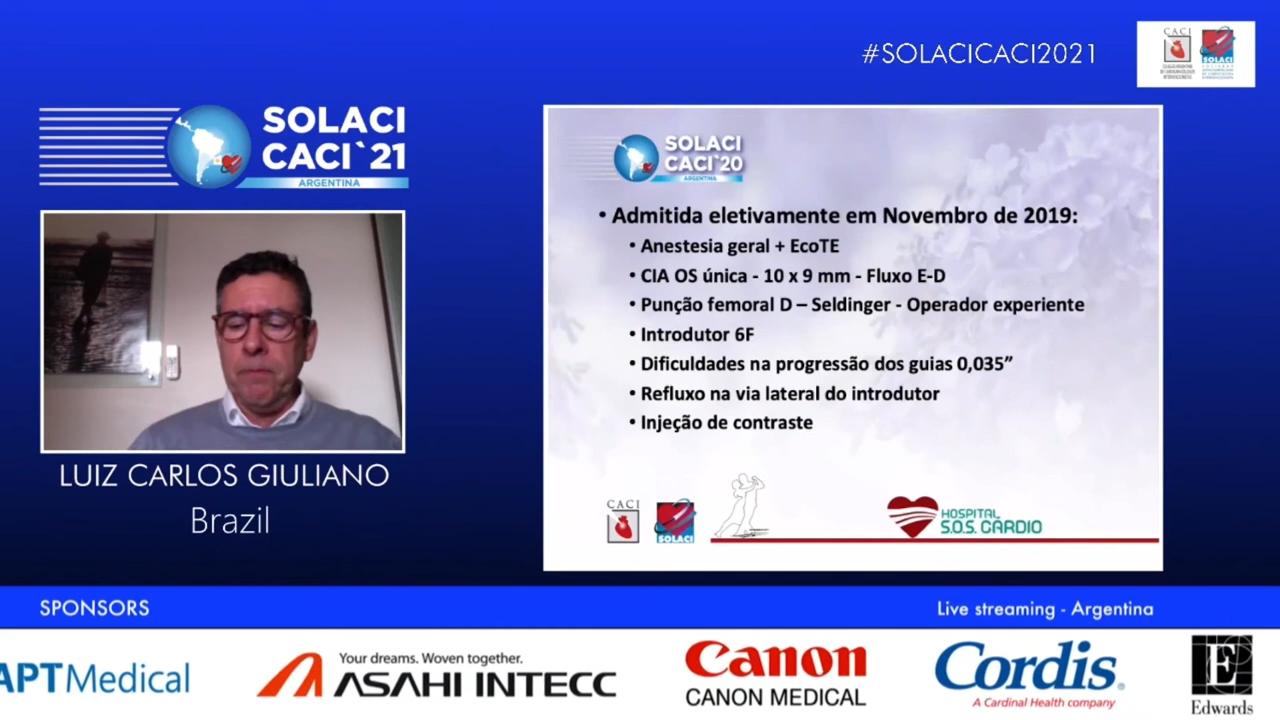 #SOLACICACI2021
CACI
SOLACI
SOLACI
CACI`21
ARGENTINA
LUIZ CARLOS GIULIANO
Brazil
SOLACI
CACI`20
ARGENTINA
• Admitida eletivamente em Novembro de 2019:
• Anestesia geral + EcoTE
• CIA OS única - 10 x 9 mm - Fluxo E-D
• Punção femoral D – Seldinger - Operador experiente
• Introdutor 6F
• Dificuldades na progressão dos guias 0,035”
• Refluxo na via lateral do introdutor
• Injeção de contraste
CACI
SOLACI
HOSPITAL
S.O.S. CARDIO
SPONSORS
Live streaming - Argentina
APT Medical
Your dreams. Woven together.
ASAHI INTECC
Canon
CANON MEDICAL
Cordis®
A Cardinal Health company
E
Edwards